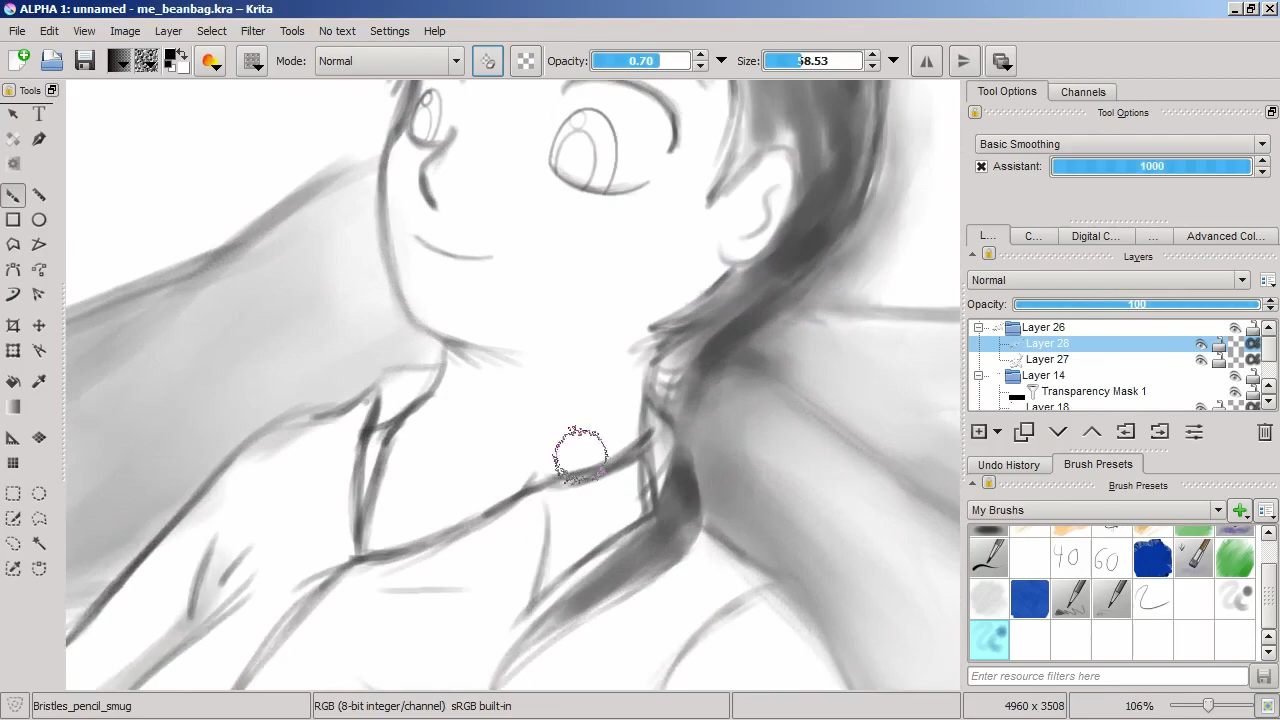 ALPHA 1: unnamed - me_beanbag.kra – Krita
File Edit View Image Layer Select Filter Tools No text Settings Help
Mode: Normal Opacity: 0.70 Size: 58.53
Tools
Tool Options Channels
Tool Options
Basic Smoothing
Assistant: 1000
L... C... Digital C... ... Advanced Col...
Layers
Normal
Opacity: 100
Layer 26
Layer 28
Layer 27
Layer 14
Transparency Mask 1
Layer 18
Undo History Brush Presets
Brush Presets
My Brushes
40 60
Enter resource filters here
Bristles_pencil_smug RGB (8-bit integer/channel) sRGB built-in 4960 x 3508 106%